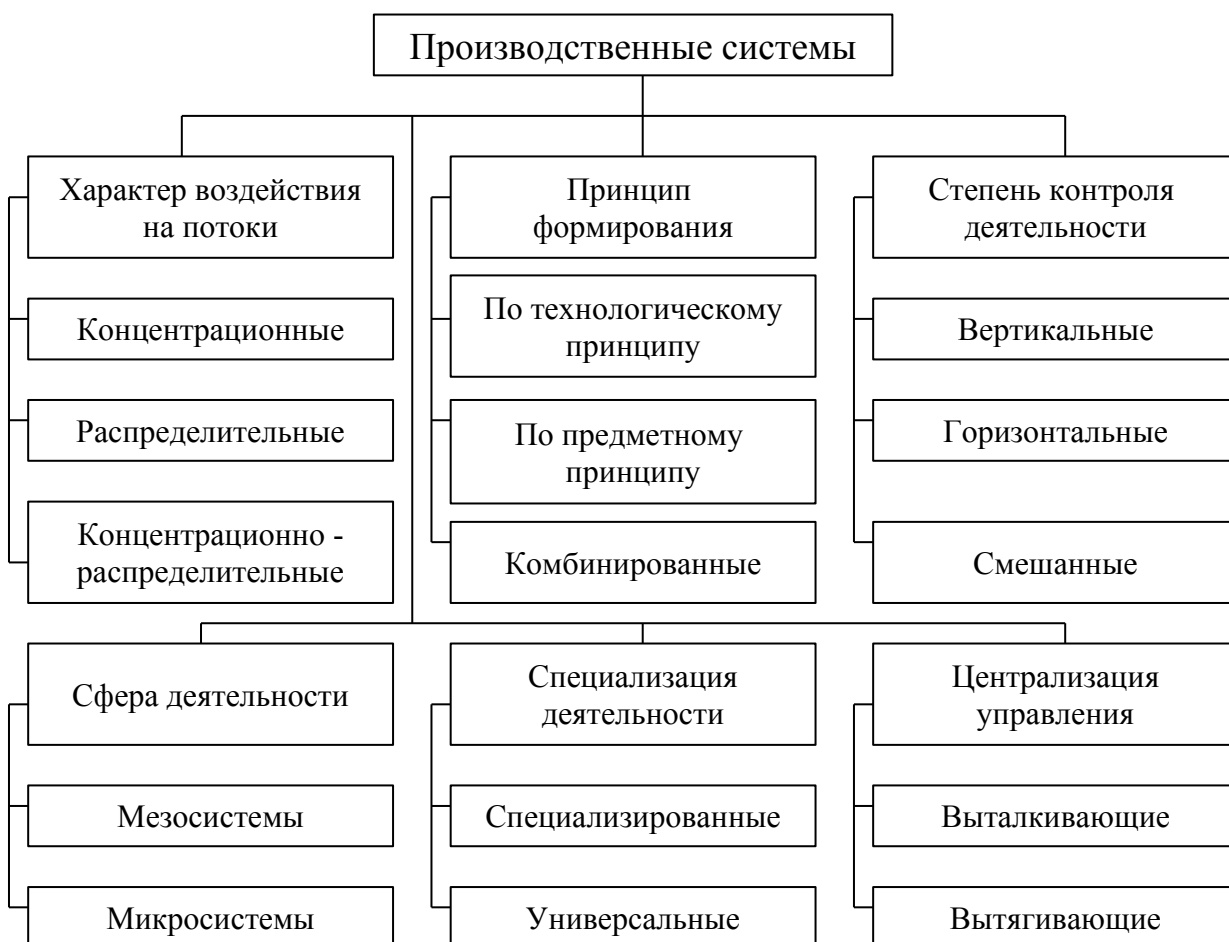 Производственные системы
Характер воздействия
на потоки
Принцип
формирования
Степень контроля
деятельности
Концентрационные
По технологическому
принципу
Вертикальные
Распределительные
По предметному
принципу
Горизонтальные
Концентрационно -
распределительные
Комбинированные
Смешанные
Сфера деятельности
Специализация
деятельности
Централизация
управления
Мезосистемы
Специализированные
Выталкивающие
Микросистемы
Универсальные
Вытягивающие